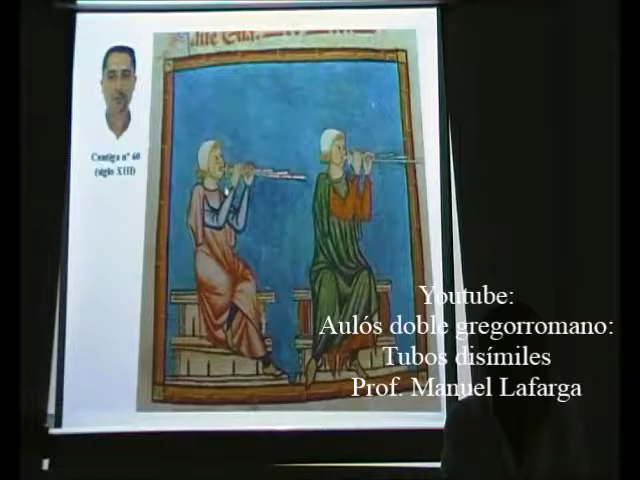 Cantiga nº 60
(siglo XIII)
Youtube:
Aulós doble gregorromano:
Tubos disímiles
Prof. Manuel Lafarga